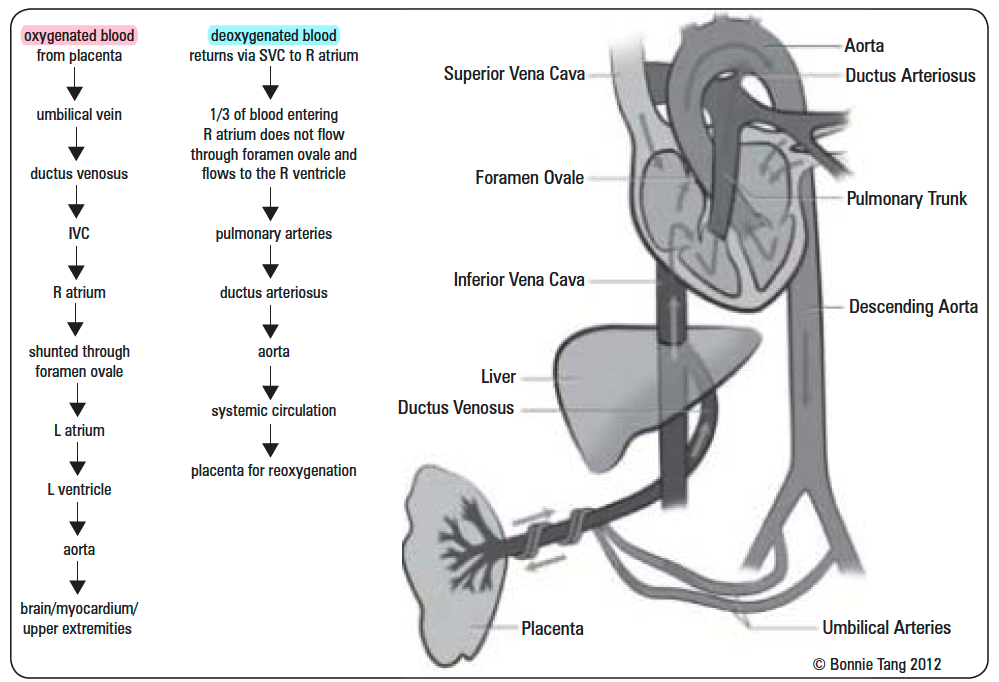 oxygenated blood
from placenta
umbilical vein
ductus venosus
IVC
R atrium
shunted through
foramen ovale
L atrium
L ventricle
aorta
brain/myocardium/
upper extremities
deoxygenated blood
returns via SVC to R atrium
1/3 of blood entering
R atrium does not flow
through foramen ovale and
flows to the R ventricle
pulmonary arteries
ductus arteriosus
aorta
systemic circulation
placenta for reoxygenation
Superior Vena Cava
Foramen Ovale
Inferior Vena Cava
Liver
Ductus Venosus
Placenta
Aorta
Ductus Arteriosus
Pulmonary Trunk
Descending Aorta
Umbilical Arteries
© Bonnie Tang 2012